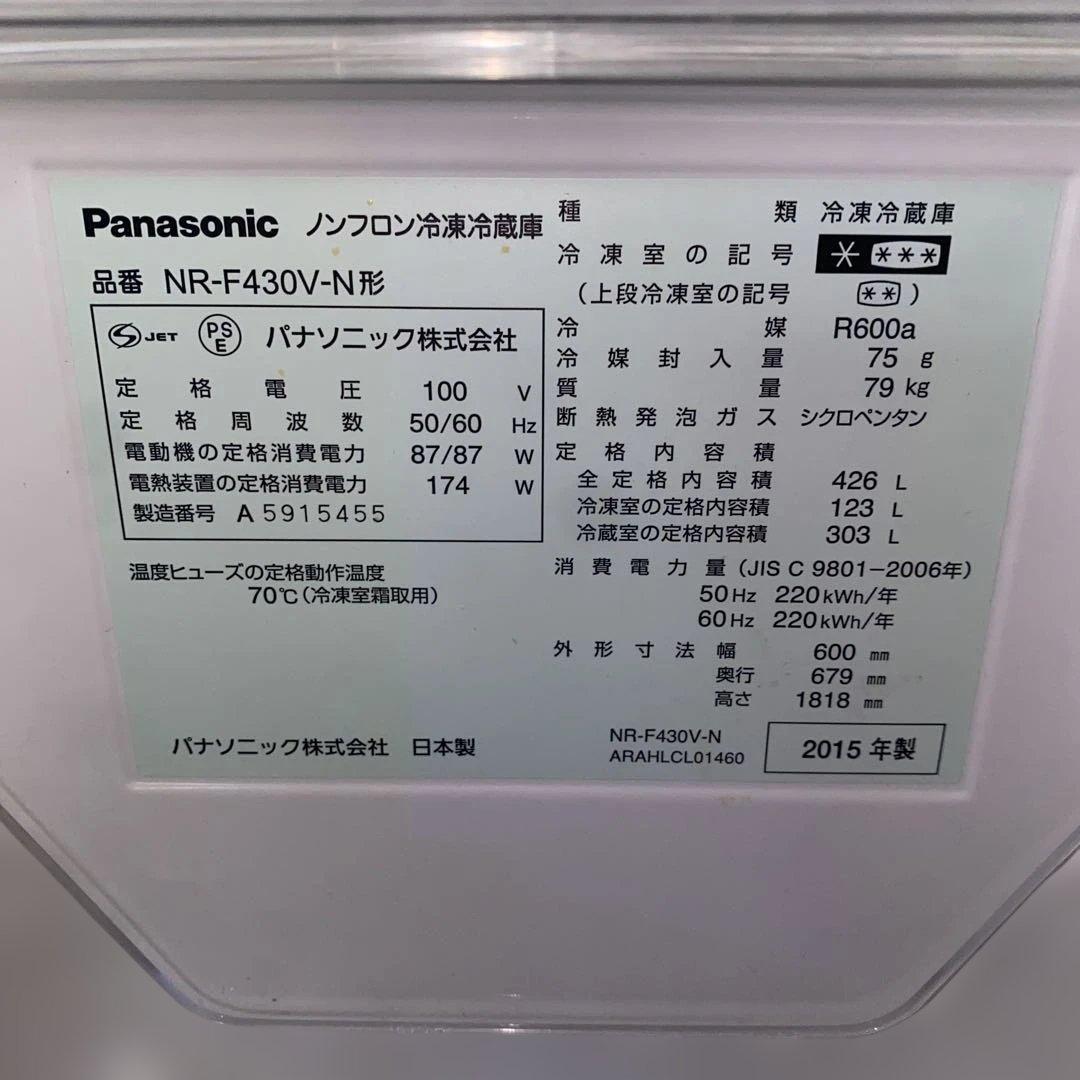 Panasonic ノンフロン冷凍冷蔵庫
品番 NR-F430V-N形
S JET PSE パナソニック株式会社
定格電圧 100 V
定格周波数 50/60 Hz
電動機の定格消費電力 87/87 W
電熱装置の定格消費電力 174 W
製造番号 A 5915455
温度ヒューズの定格動作温度
70℃(冷凍室霜取用)
パナソニック株式会社 日本製
種類 冷凍冷蔵庫
冷凍室の記号 * ***
(上段冷凍室の記号 **)
冷媒 R600a
冷媒封入量 75 g
質量 79 kg
断熱発泡ガス シクロペンタン
定格内容積
全定格内容積 426 L
冷凍室の定格内容積 123 L
冷蔵室の定格内容積 303 L
消費電力量(JIS C 9801-2006年)
50Hz 220kWh/年
60Hz 220kWh/年
外形寸法幅 600 mm
奥行 679 mm
高さ 1818 mm
NR-F430V-N
ARAHLCL01460
2015年製